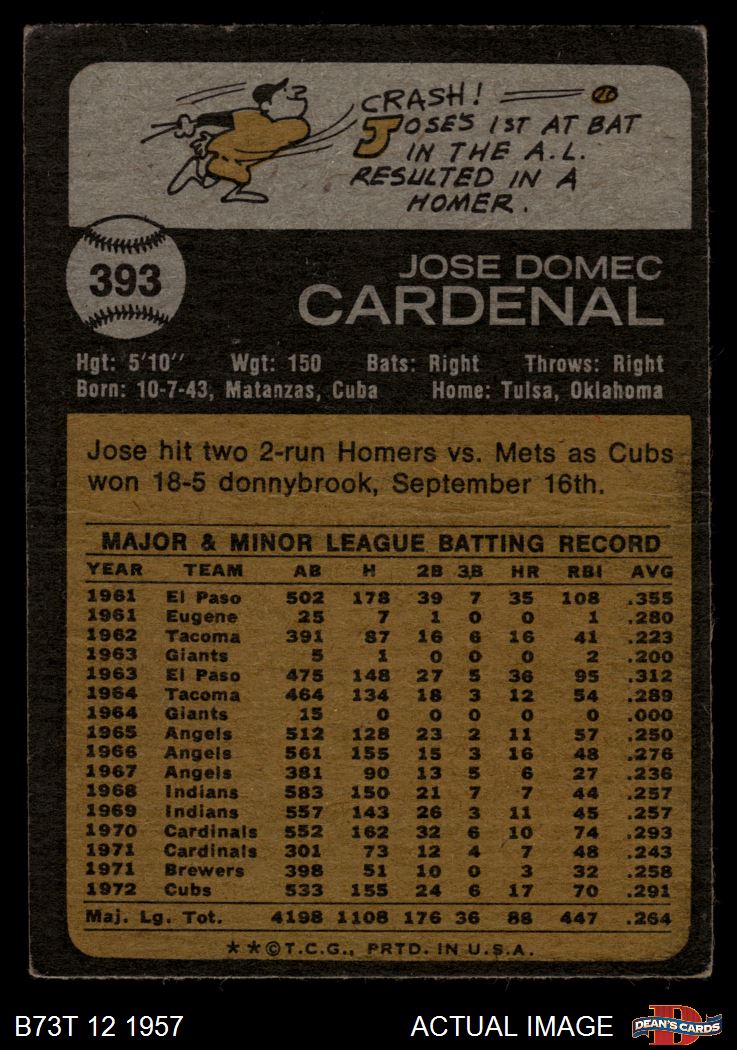 CRASH!
JOSE'S 1ST AT BAT
IN THE A.L.
RESULTED IN A
HOMER.
393
JOSE DOMEC
CARDENAL
Hgt: 5'10" Wgt: 150 Bats: Right Throws: Right
Born: 10-7-43, Matanzas, Cuba Home: Tulsa, Oklahoma
Jose hit two 2-run Homers vs. Mets as Cubs
won 18-5 donnybrook, September 16th.
MAJOR & MINOR LEAGUE BATTING RECORD
YEAR TEAM AB H 2B 3B HR RBI AVG
1961 El Paso 502 178 39 7 35 108 .355
1961 Eugene 25 7 1 0 0 1 .280
1962 Tacoma 391 87 16 6 16 41 .223
1963 Giants 5 1 0 0 0 2 .200
1963 El Paso 475 148 27 5 36 95 .312
1964 Tacoma 464 134 18 3 12 54 .289
1964 Giants 15 0 0 0 0 0 .000
1965 Angels 512 128 23 2 11 57 .250
1966 Angels 561 155 15 3 16 48 .276
1967 Angels 381 90 13 5 6 27 .236
1968 Indians 583 150 21 7 7 44 .257
1969 Indians 557 143 26 3 11 45 .257
1970 Cardinals 552 162 32 6 10 74 .293
1971 Cardinals 301 73 12 4 7 48 .243
1971 Brewers 398 51 10 0 3 32 .258
1972 Cubs 533 155 24 6 17 70 .291
Maj. Lg. Tot. 4198 1108 176 36 88 447 .264
**©T.C.G., PRTD. IN U.S.A.
B73T 12 1957 ACTUAL IMAGE
DEAN'S CARDS